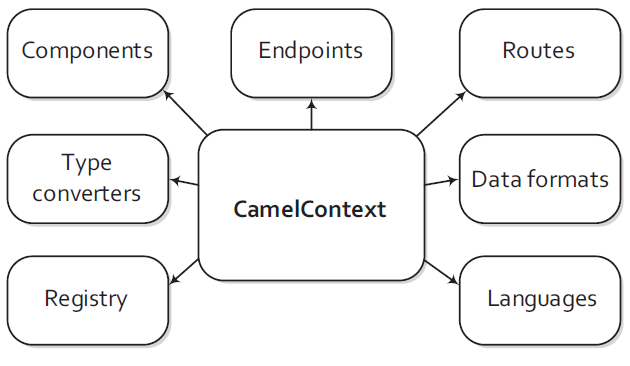 Components
Endpoints
Routes
Type
converters
CamelContext
Data formats
Registry
Languages